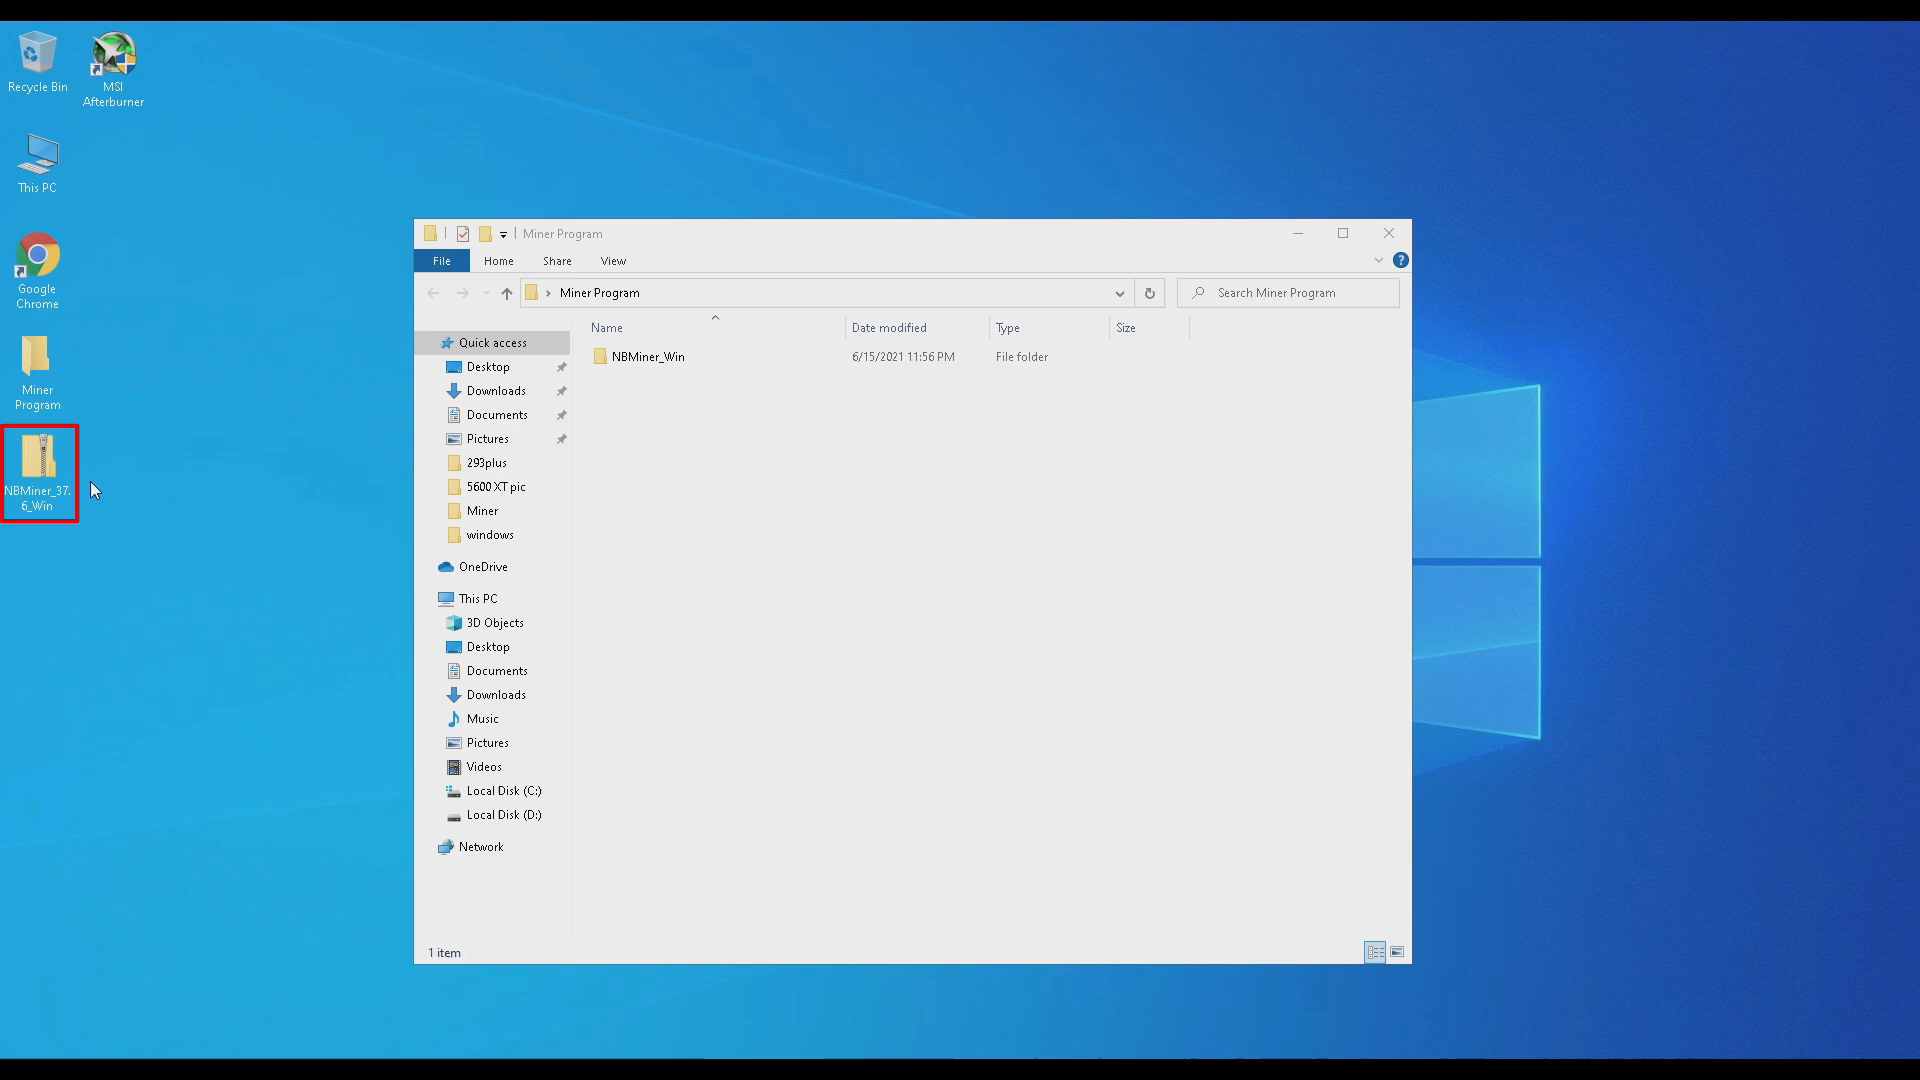 Recycle Bin
MSI
Afterburner
This PC
Google
Chrome
Miner
Program
NBMiner_37.
6_Win
Miner Program
File Home Share View
?
Miner Program
Search Miner Program
Name Date modified Type Size
NBMiner_Win 6/15/2021 11:56 PM File folder
Quick access
Desktop
Downloads
Documents
Pictures
293plus
5600 XT pic
Miner
windows
OneDrive
This PC
3D Objects
Desktop
Documents
Downloads
Music
Pictures
Videos
Local Disk (C:)
Local Disk (D:)
Network
1 item